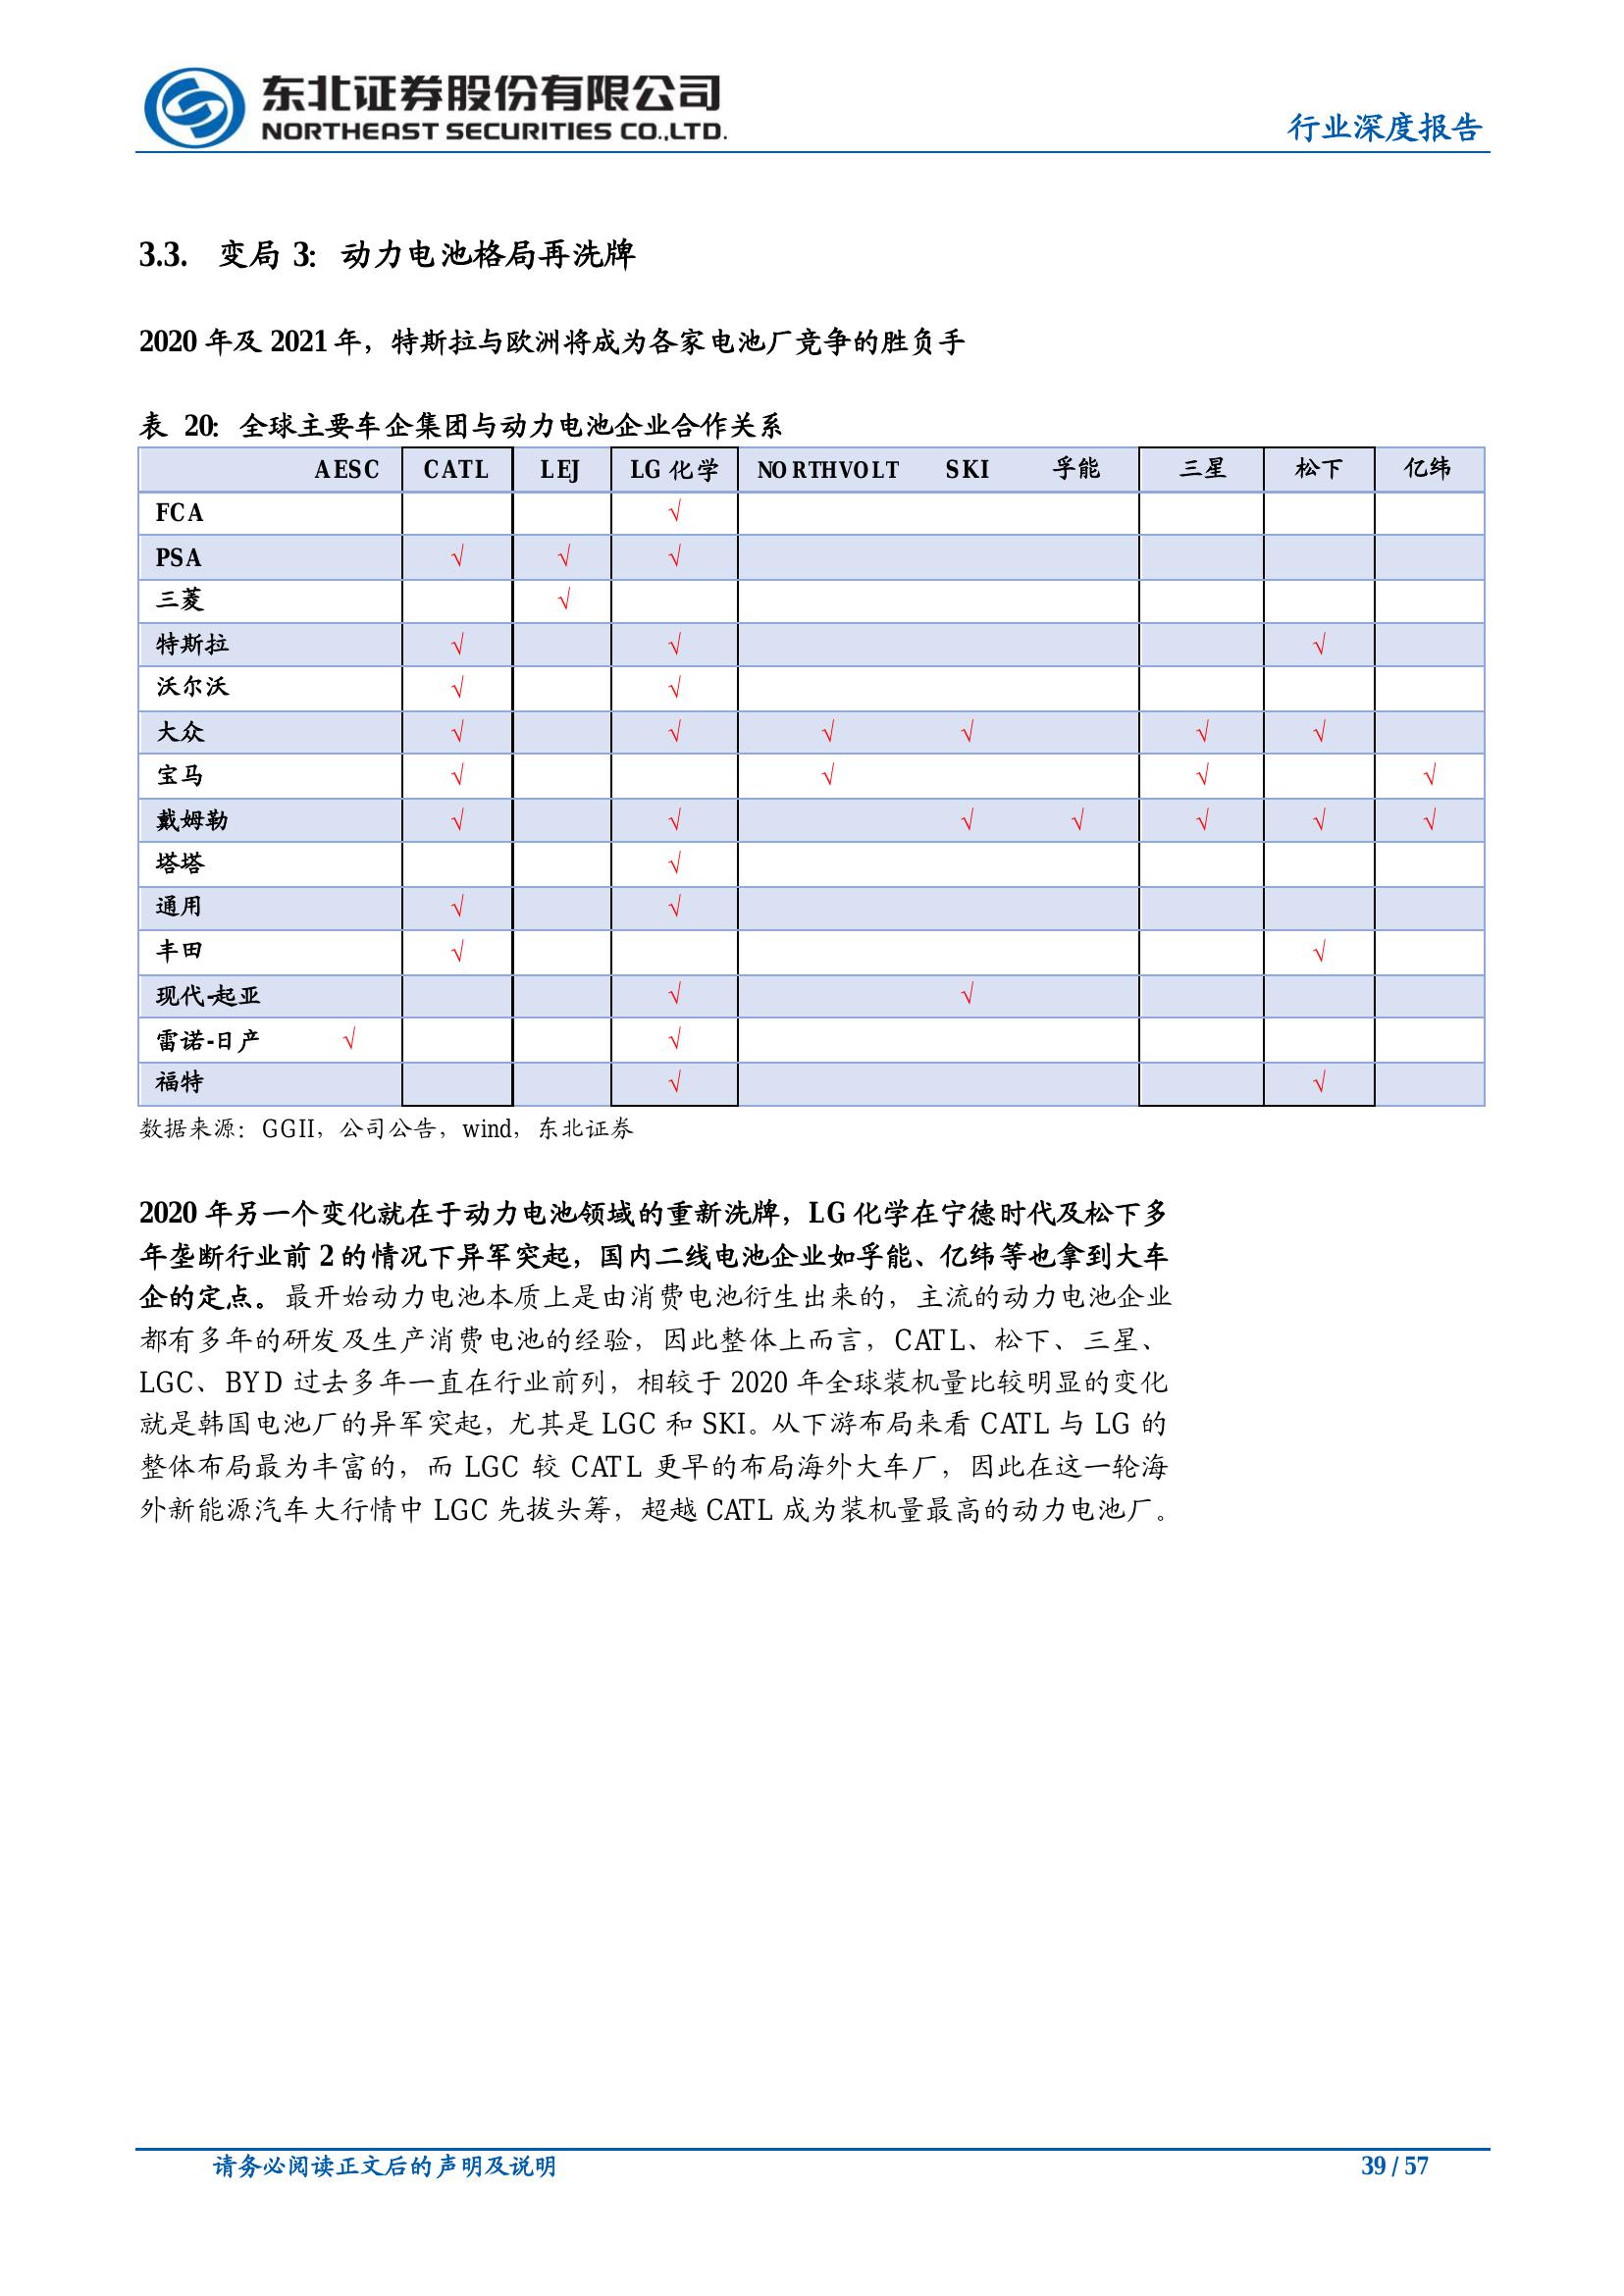 东北证券股份有限公司
NORTHEAST SECURITIES CO.,LTD.
行业深度报告
3.3. 变局 3：动力电池格局再洗牌
2020 年及 2021 年，特斯拉与欧洲将成为各家电池厂竞争的胜负手
表 20：全球主要车企集团与动力电池企业合作关系
AESC CATL LEJ LG 化学 NORTHVOLT SKI 孚能 三星 松下 亿纬
FCA √
PSA √ √ √
三菱 √
特斯拉 √ √ √
沃尔沃 √ √
大众 √ √ √ √ √ √
宝马 √ √ √ √
戴姆勒 √ √ √ √ √ √ √
塔塔 √
通用 √ √
丰田 √ √
现代-起亚 √ √
雷诺-日产 √ √
福特 √ √
数据来源：GGII，公司公告，wind，东北证券
2020 年另一个变化就在于动力电池领域的重新洗牌，LG 化学在宁德时代及松下多
年垄断行业前 2 的情况下异军突起，国内二线电池企业如孚能、亿纬等也拿到大车
企的定点。最开始动力电池本质上是由消费电池衍生出来的，主流的动力电池企业
都有多年的研发及生产消费电池的经验，因此整体上而言，CATL、松下、三星、
LGC、BYD 过去多年一直在行业前列，相较于 2020 年全球装机量比较明显的变化
就是韩国电池厂的异军突起，尤其是 LGC 和 SKI。从下游布局来看 CATL 与 LG 的
整体布局最为丰富的，而 LGC 较 CATL 更早的布局海外大车厂，因此在这一轮海
外新能源汽车大行情中 LGC 先拔头筹，超越 CATL 成为装机量最高的动力电池厂。
请务必阅读正文后的声明及说明
39 / 57